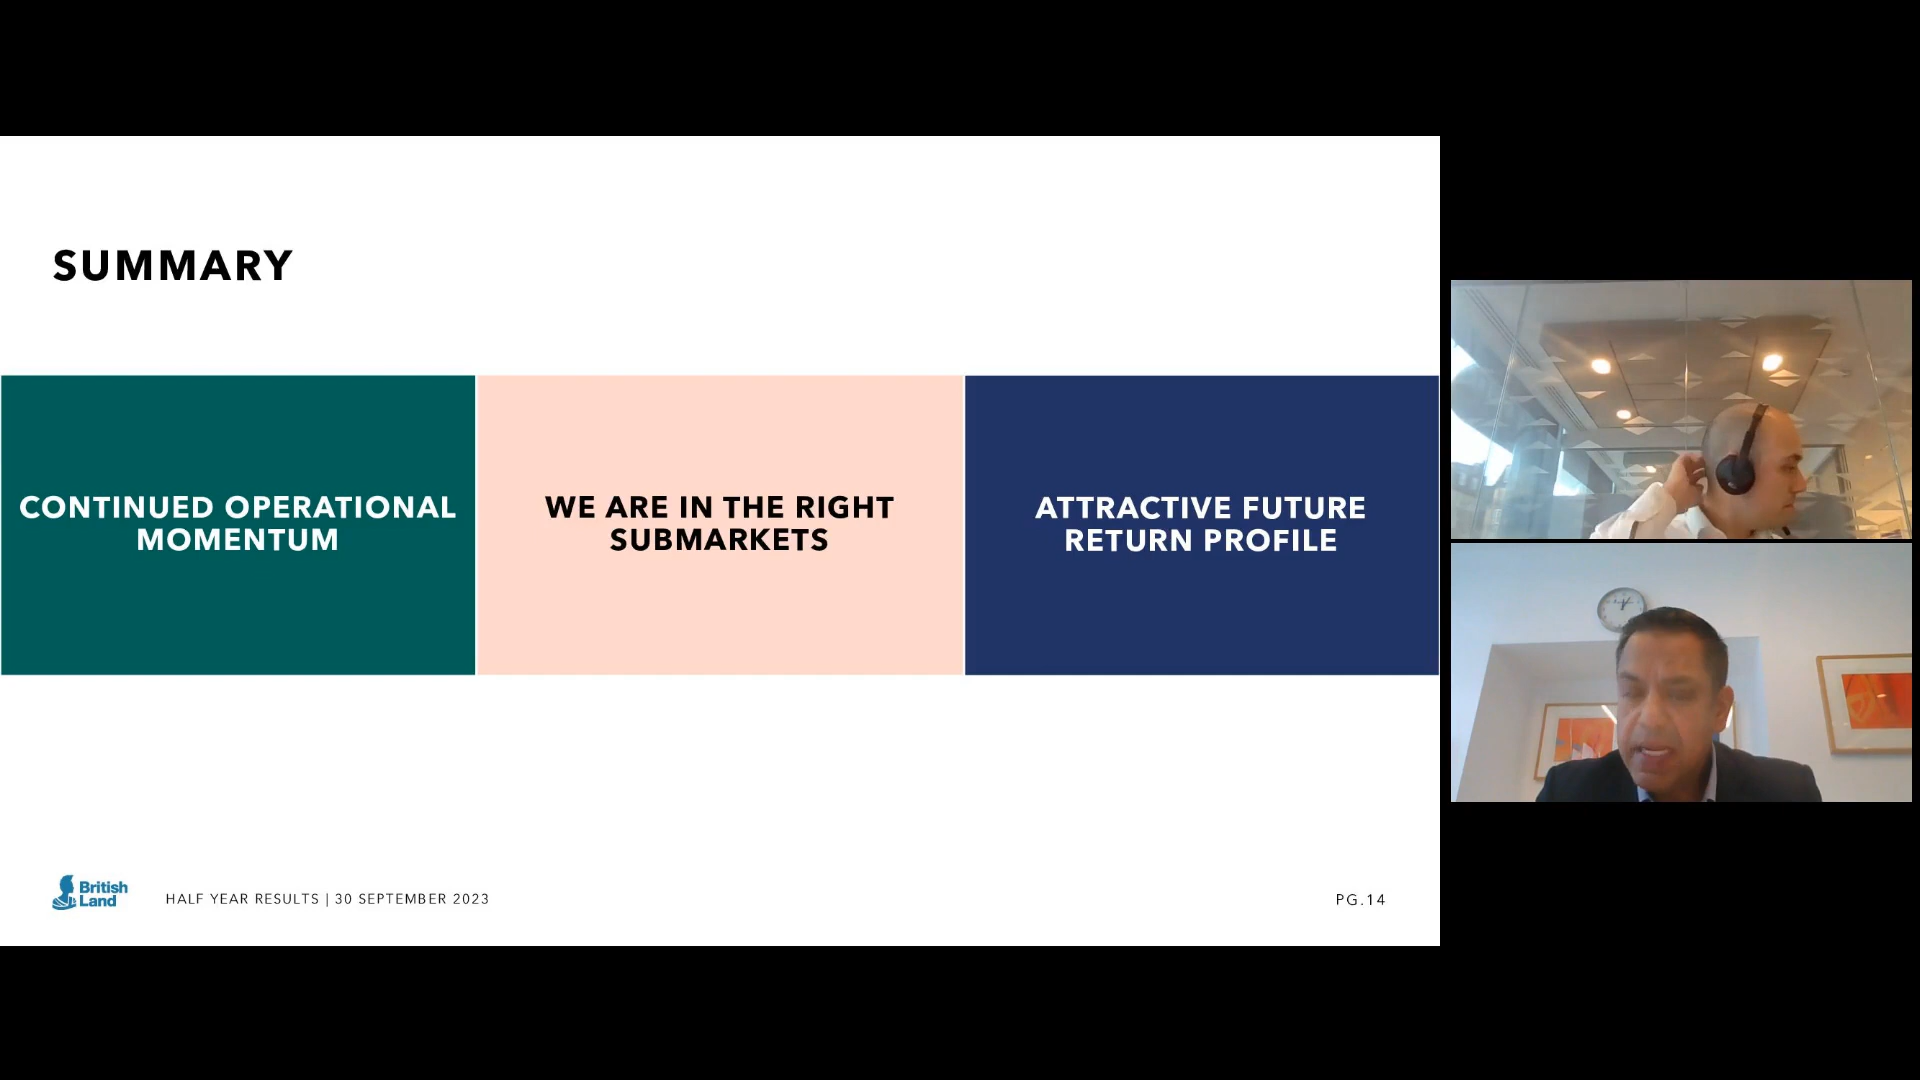 SUMMARY
CONTINUED OPERATIONAL
MOMENTUM
WE ARE IN THE RIGHT
SUBMARKETS
ATTRACTIVE FUTURE
RETURN PROFILE
British
Land
HALF YEAR RESULTS | 30 SEPTEMBER 2023
PG.14